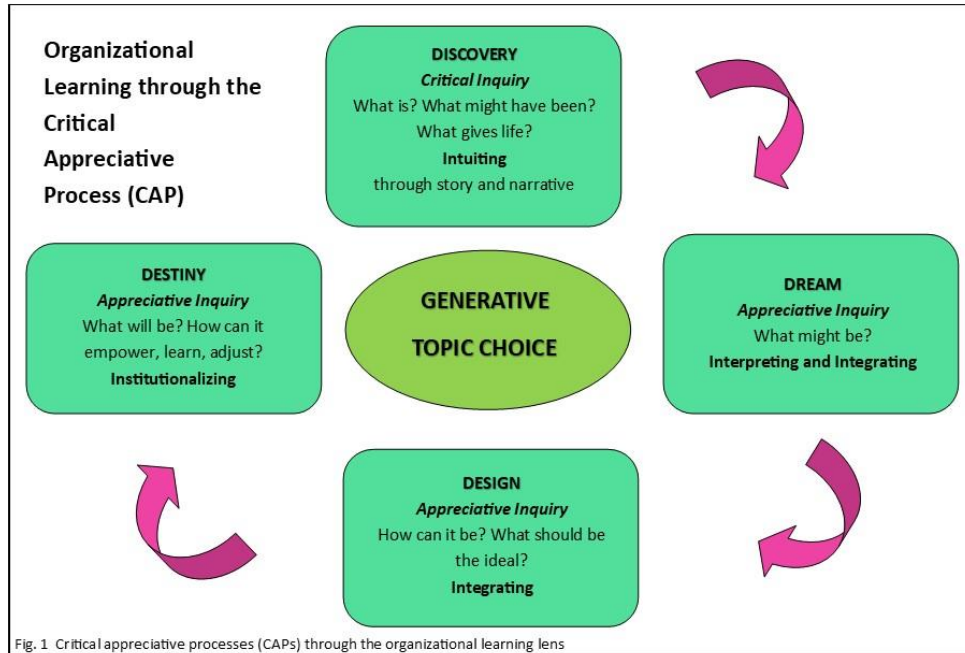 Organizational
Learning through the
Critical
Appreciative
Process (CAP)
DISCOVERY
Critical Inquiry
What is? What might have been?
What gives life?
Intuiting
through story and narrative
DREAM
Appreciative Inquiry
What might be?
Interpreting and Integrating
DESIGN
Appreciative Inquiry
How can it be? What should be
the ideal?
Integrating
DESTINY
Appreciative Inquiry
What will be? How can it
empower, learn, adjust?
Institutionalizing
GENERATIVE
TOPIC CHOICE
Fig. 1 Critical appreciative processes (CAPs) through the organizational learning lens